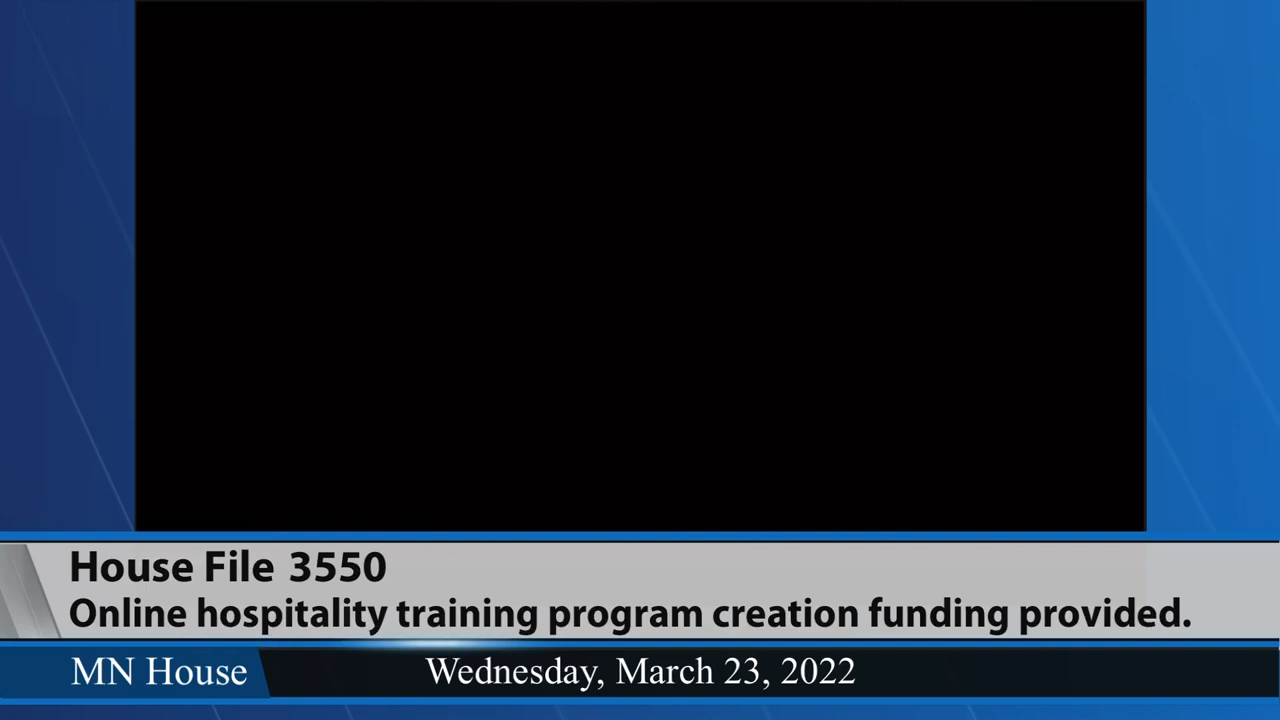 House File 3550
Online hospitality training program creation funding provided.
MN House
Wednesday, March 23, 2022